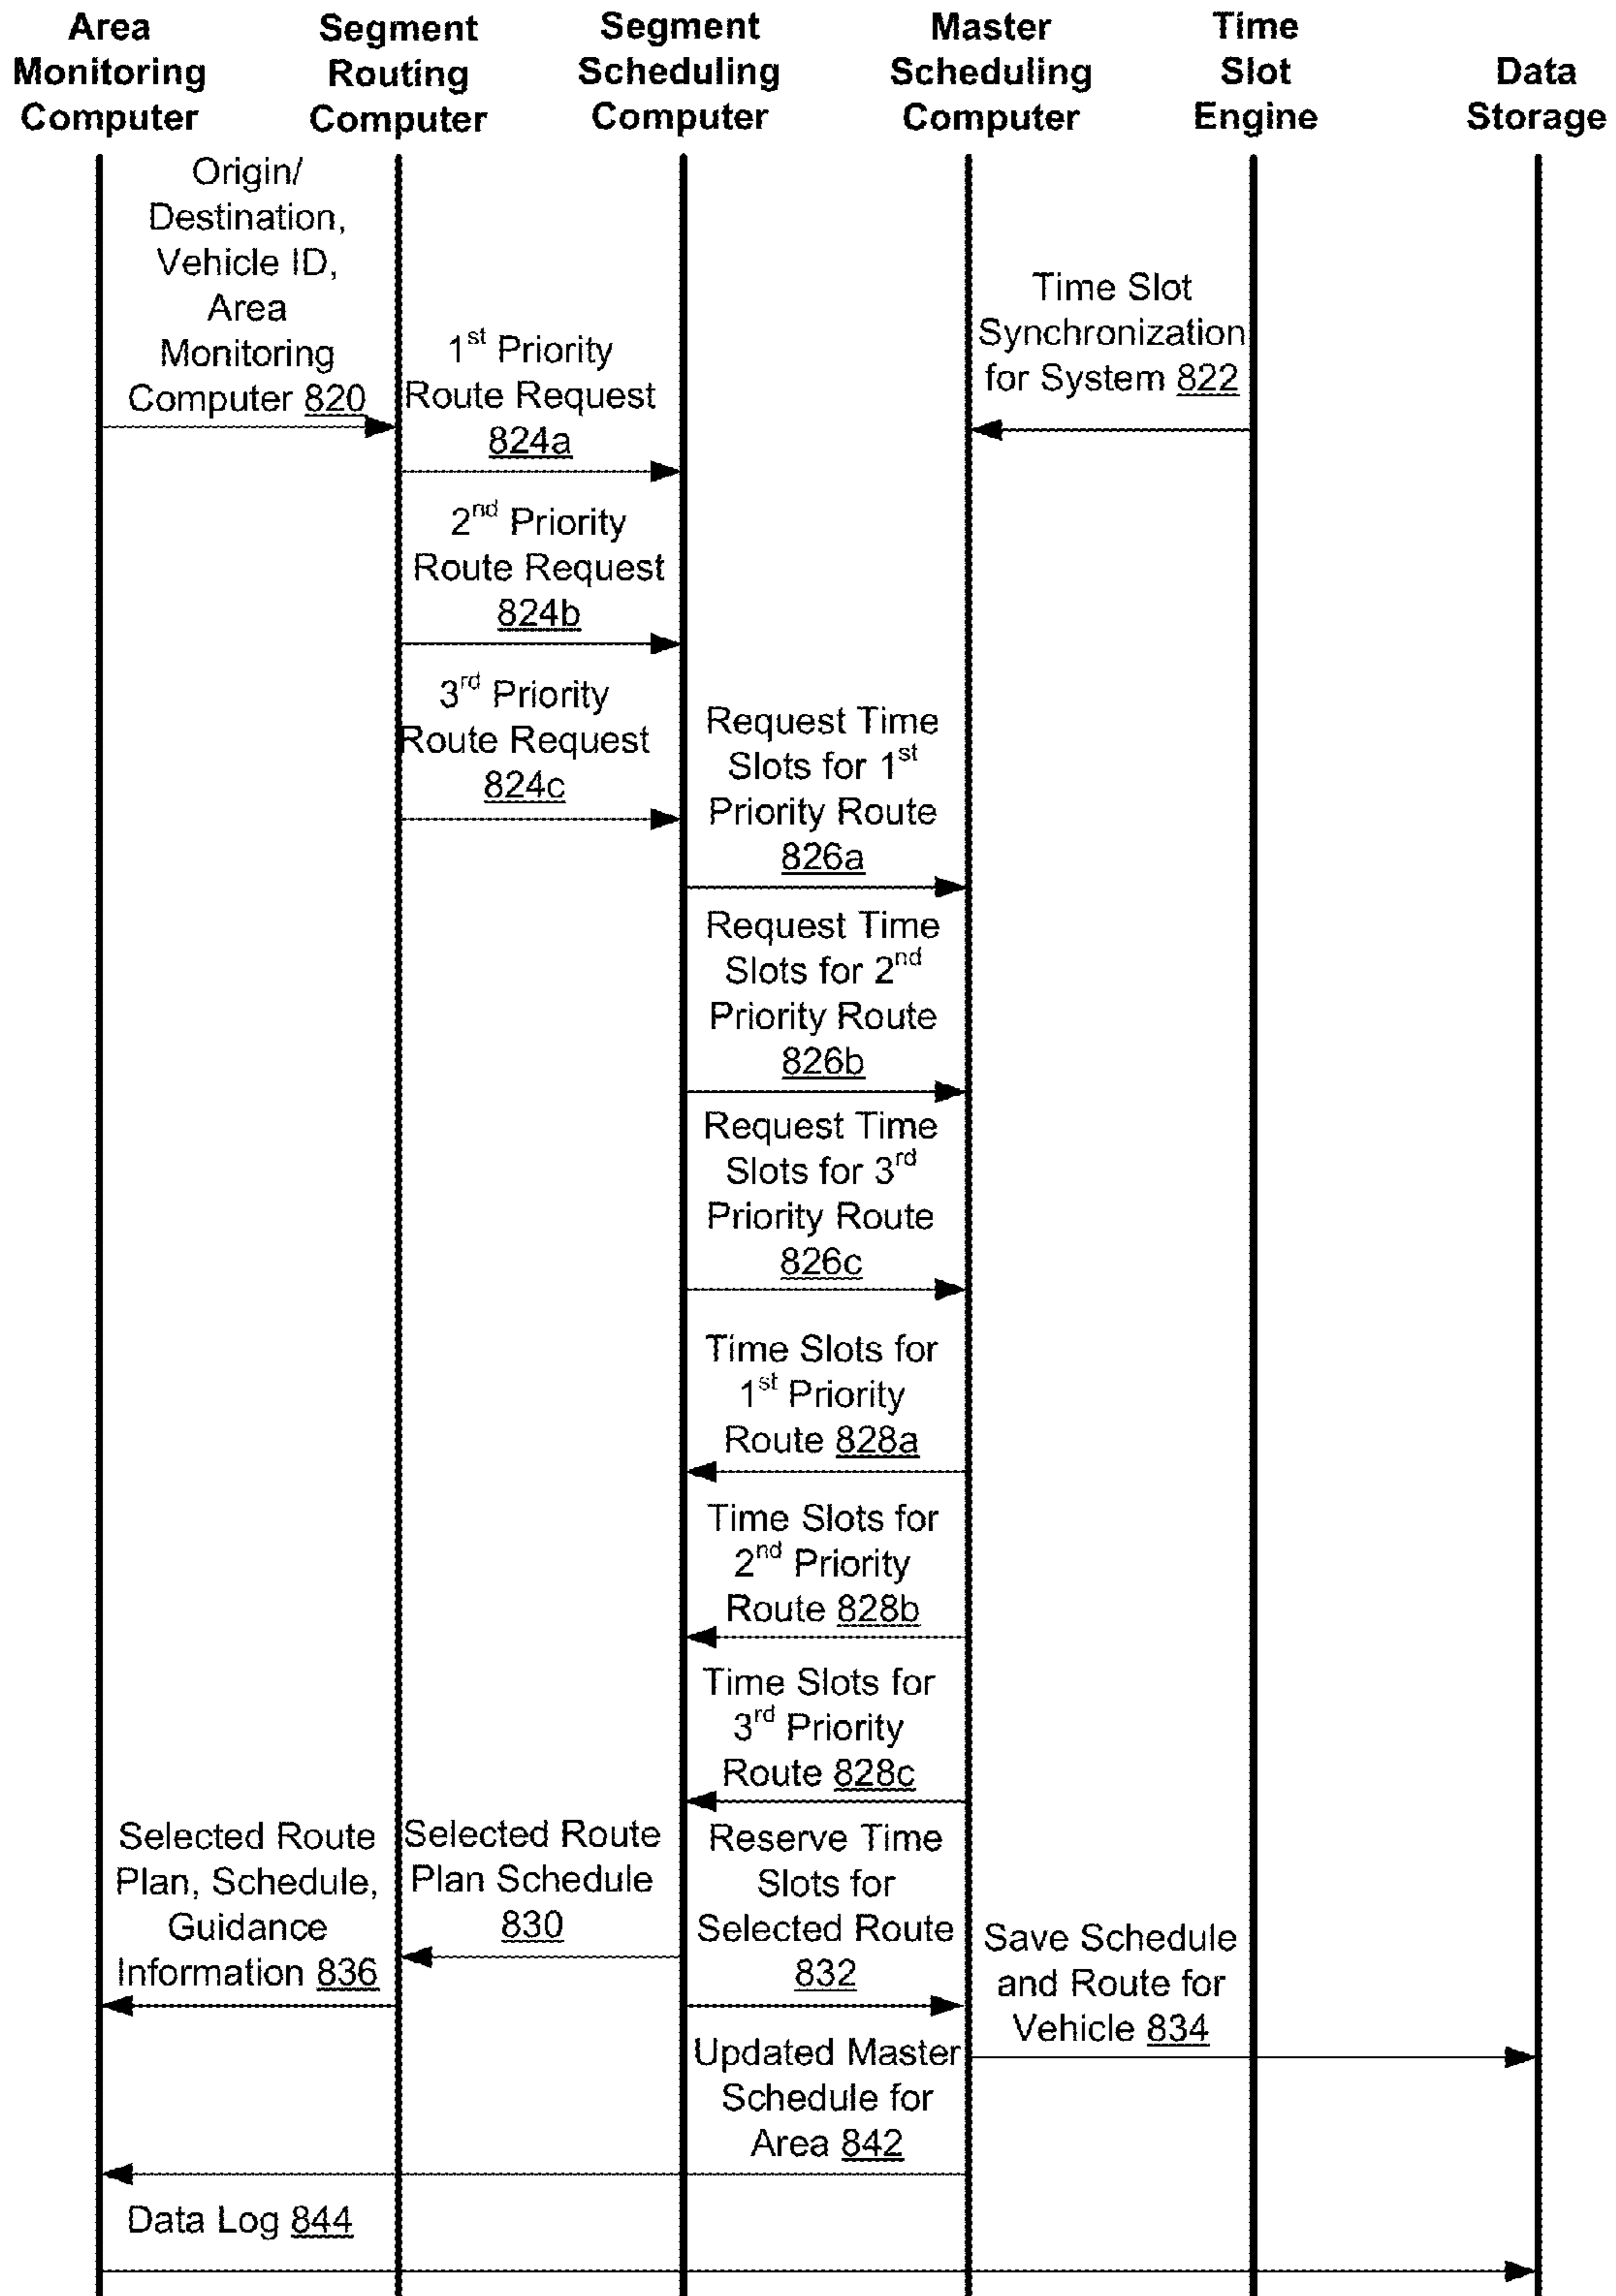 Area
Monitoring
Computer
Segment
Routing
Computer
Segment
Scheduling
Computer
Master
Scheduling
Computer
Time
Slot
Engine
Data
Storage
Origin/
Destination,
Vehicle ID,
Area
Monitoring
Computer 820
Time Slot
Synchronization
for System 822
1st Priority
Route Request
824a
2nd Priority
Route Request
824b
3rd Priority
Route Request
824c
Request Time
Slots for 1st
Priority Route
826a
Request Time
Slots for 2nd
Priority Route
826b
Request Time
Slots for 3rd
Priority Route
826c
Time Slots for
1st Priority
Route 828a
Time Slots for
2nd Priority
Route 828b
Time Slots for
3rd Priority
Route 828c
Selected Route
Plan Schedule
830
Reserve Time
Slots for
Selected Route
832
Selected Route
Plan, Schedule,
Guidance
Information 836
Save Schedule
and Route for
Vehicle 834
Updated Master
Schedule for
Area 842
Data Log 844